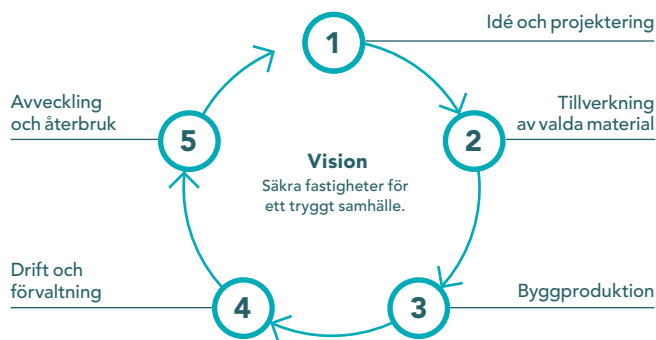 1
Idé och projektering
Tillverkning
av valda material
2
Avveckling
och återbruk
5
Vision
Säkra fastigheter för
ett tryggt samhälle.
Drift och
förvaltning
4
3
Byggproduktion